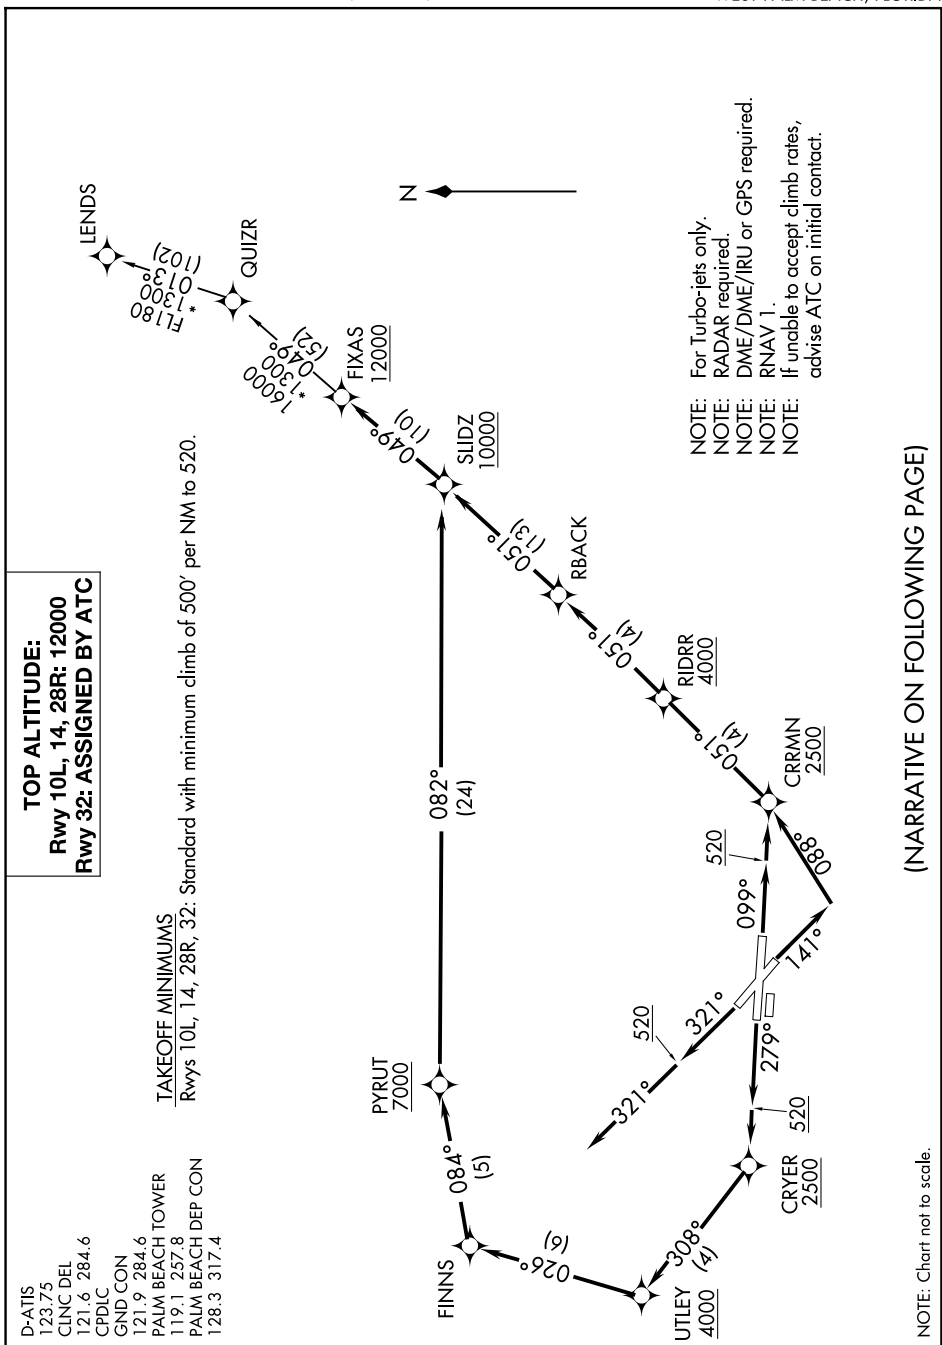 D-ATIS
123.75
CLNC DEL
121.6 284.6
CPDLC
GND CON
121.9 284.6
PALM BEACH TOWER
119.1 257.8
PALM BEACH DEP CON
128.3 317.4
TOP ALTITUDE:
Rwy 10L, 14, 28R: 12000
Rwy 32: ASSIGNED BY ATC
TAKEOFF MINIMUMS
Rwys 10L, 14, 28R, 32: Standard with minimum climb of 500' per NM to 520.
LENDS
FL180
*1300
013°
(102)
QUIZR
16000
*1300
049°
(52)
FIXAS
12000
049°
(10)
SLIDZ
10000
051°
(13)
RBACK
051°
(4)
RIDRR
4000
051°
(4)
CRRMN
2500
088°
520
099°
141°
082°
(24)
PYRUT
7000
084°
(5)
FINNS
026°
(6)
UTLEY
4000
308°
(4)
CRYER
2500
520
279°
321°
520
321°
N
NOTE: For Turbo-jets only.
NOTE: RADAR required.
NOTE: DME/DME/IRU or GPS required.
NOTE: RNAV 1.
NOTE: If unable to accept climb rates,
advise ATC on initial contact.
(NARRATIVE ON FOLLOWING PAGE)
NOTE: Chart not to scale.